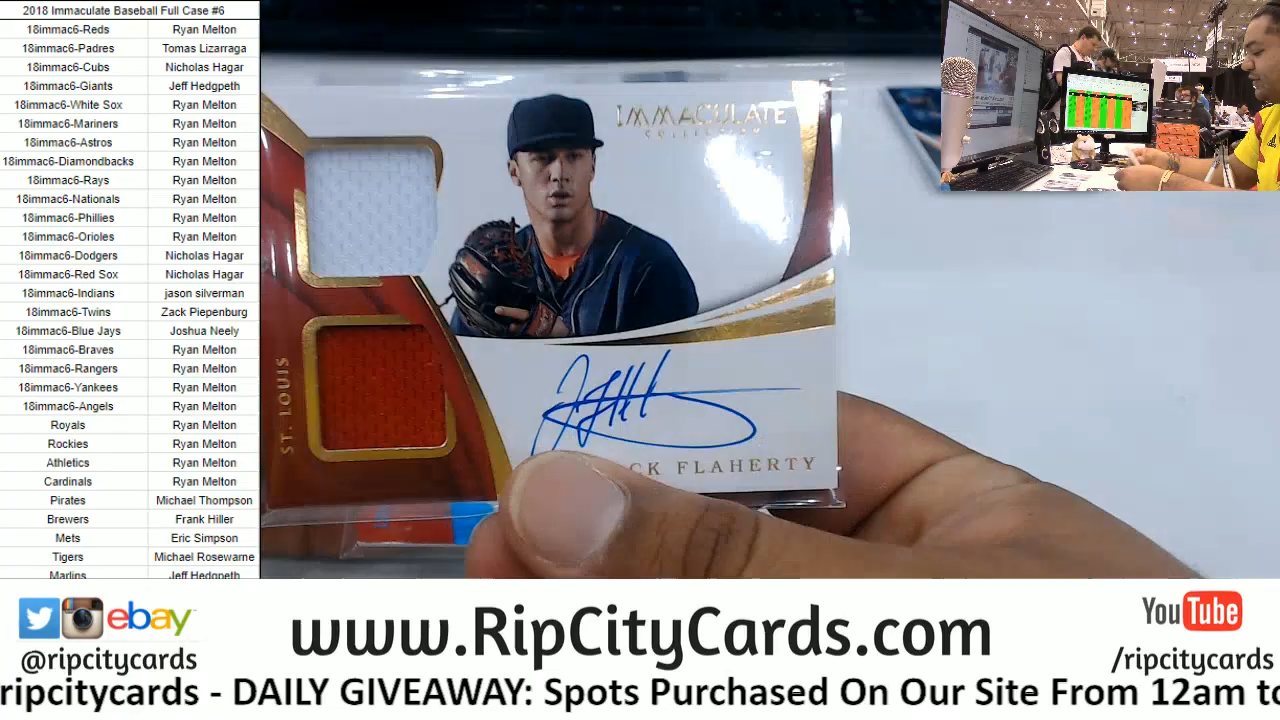 2018 Immaculate Baseball Full Case #6
18immac6-Reds Ryan Melton
18immac6-Padres Tomas Lizarraga
18immac6-Cubs Nicholas Hagar
18immac6-Giants Jeff Hedgpeth
18immac6-White Sox Ryan Melton
18immac6-Mariners Ryan Melton
18immac6-Astros Ryan Melton
18immac6-Diamondbacks Ryan Melton
18immac6-Rays Ryan Melton
18immac6-Nationals Ryan Melton
18immac6-Phillies Ryan Melton
18immac6-Orioles Ryan Melton
18immac6-Dodgers Nicholas Hagar
18immac6-Red Sox Nicholas Hagar
18immac6-Indians jason silverman
18immac6-Twins Zack Piepenburg
18immac6-Blue Jays Joshua Neely
18immac6-Braves Ryan Melton
18immac6-Rangers Ryan Melton
18immac6-Yankees Ryan Melton
18immac6-Angels Ryan Melton
Royals Ryan Melton
Rockies Ryan Melton
Athletics Ryan Melton
Cardinals Ryan Melton
Pirates Michael Thompson
Brewers Frank Hiller
Mets Eric Simpson
Tigers Michael Rosewarne
Marlins Jeff Hedgpeth
IMMACULATE
COLLECTION
ST. LOUIS
CK FLAHERTY
ebay
@ripcitycards
www.RipCityCards.com
YouTube
/ripcitycards
ripcitycards - DAILY GIVEAWAY: Spots Purchased On Our Site From 12am to